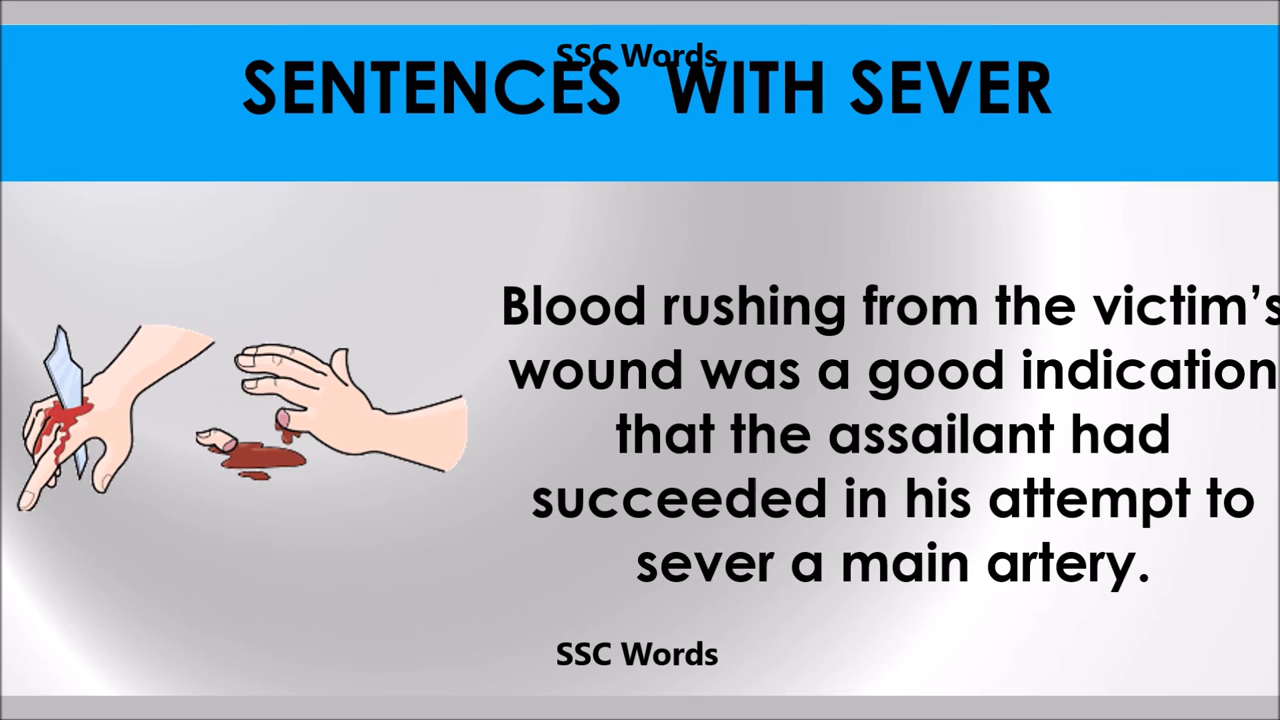 SSC Words
SENTENCES WITH SEVER
Blood rushing from the victim’s
wound was a good indication
that the assailant had
succeeded in his attempt to
sever a main artery.
SSC Words